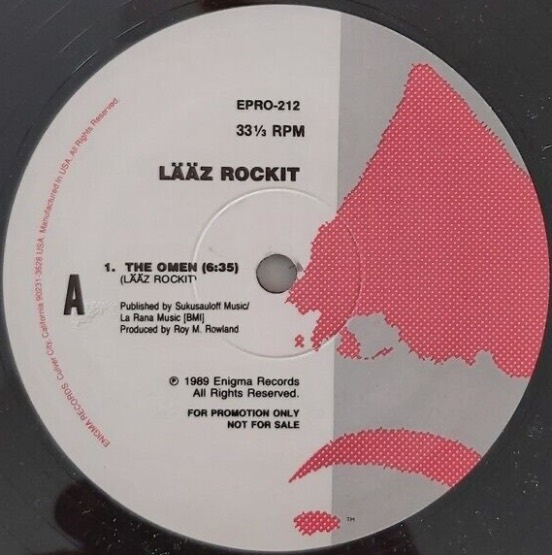 EPRO-212
33⅓ RPM
LÄÄZ ROCKIT
A
1. THE OMEN (6:35)
(LÄÄZ ROCKIT)
Published by Sukusauloff Music/
La Rana Music [BMI]
Produced by Roy M. Rowland
℗ 1989 Enigma Records
All Rights Reserved.
FOR PROMOTION ONLY
NOT FOR SALE
ENIGMA RECORDS, Culver City, California 90231-3628 USA. Manufactured in USA. All Rights Reserved.
TM